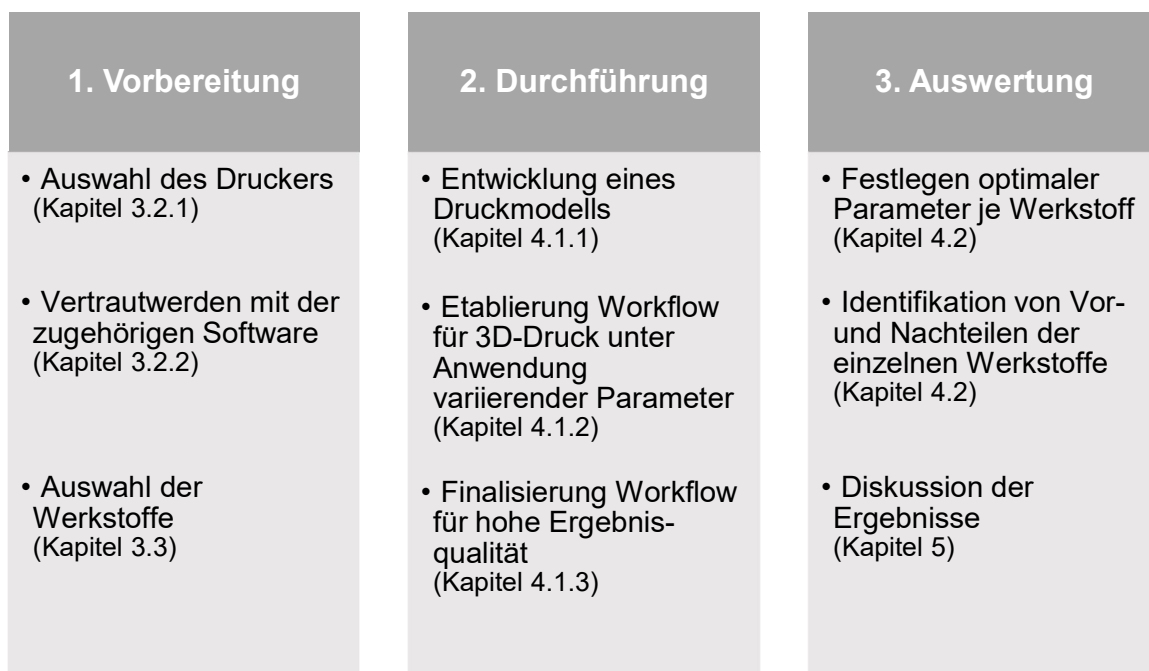 1. Vorbereitung
• Auswahl des Druckers
(Kapitel 3.2.1)
• Vertrautwerden mit der
zugehörigen Software
(Kapitel 3.2.2)
• Auswahl der
Werkstoffe
(Kapitel 3.3)
2. Durchführung
• Entwicklung eines
Druckmodells
(Kapitel 4.1.1)
• Etablierung Workflow
für 3D-Druck unter
Anwendung
variierender Parameter
(Kapitel 4.1.2)
• Finalisierung Workflow
für hohe Ergebnis-
qualität
(Kapitel 4.1.3)
3. Auswertung
• Festlegen optimaler
Parameter je Werkstoff
(Kapitel 4.2)
• Identifikation von Vor-
und Nachteilen der
einzelnen Werkstoffe
(Kapitel 4.2)
• Diskussion der
Ergebnisse
(Kapitel 5)